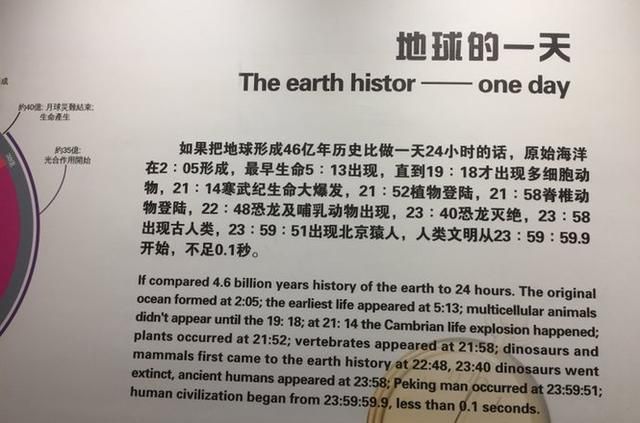 地球的一天
The earth histor —— one day
成
约40億: 月球災難結束;
生命產生
約35億:
光合作用開始
如果把地球形成46亿年历史比做一天24小时的话，原始海洋
在2：05形成，最早生命5：13出现，直到19：18才出现多细胞动
物，21：14寒武纪生命大爆发，21：52植物登陆，21：58脊椎动
物登陆，22：48恐龙及哺乳动物出现，23：40恐龙灭绝，23：58
出现古人类，23：59：51出现北京猿人，人类文明从23：59：59.9
开始，不足0.1秒。
If compared 4.6 billion years history of the earth to 24 hours. The original
ocean formed at 2:05; the earliest life appeared at 5:13; multicellular animals
didn't appear until the 19: 18; at 21: 14 the Cambrian life explosion happened;
plants occurred at 21:52; vertebrates appeared at 21:58; dinosaurs and
mammals first came to the earth history at 22:48, 23:40 dinosaurs went
extinct, ancient humans appeared at 23:58; Peking man occurred at 23:59:51;
human civilization began from 23:59:59.9, less than 0.1 seconds.